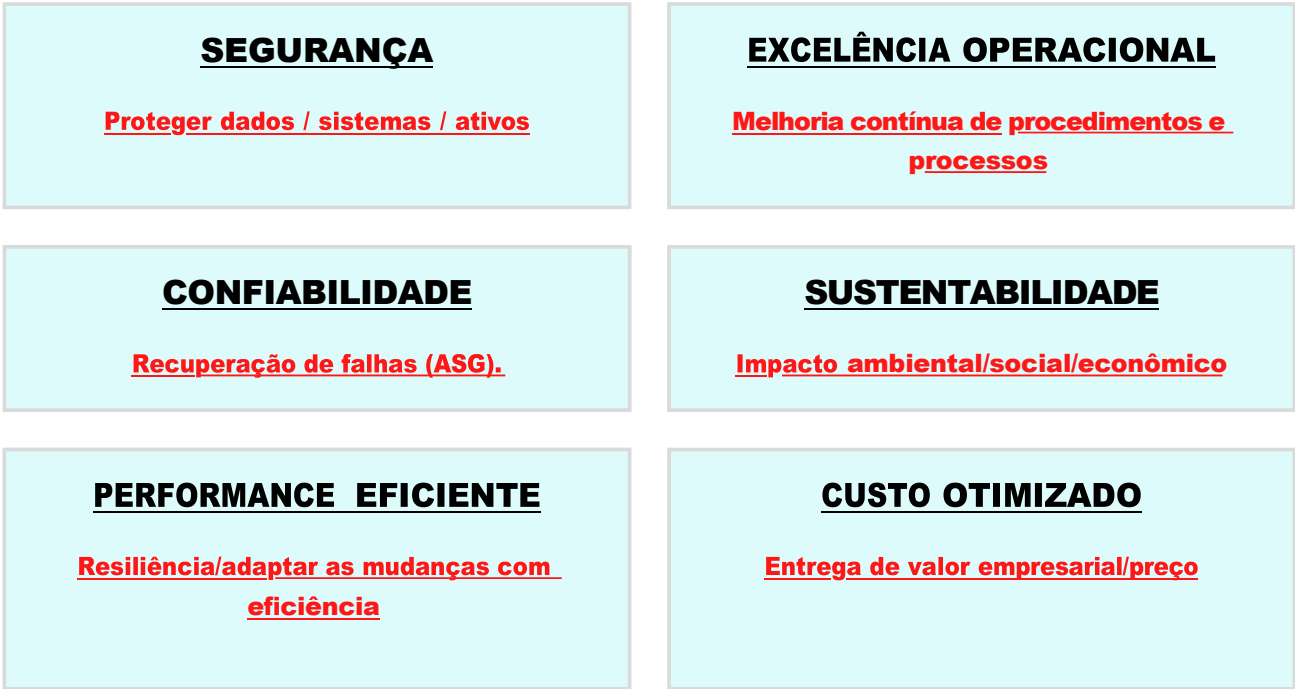 SEGURANÇA
Proteger dados / sistemas / ativos
EXCELÊNCIA OPERACIONAL
Melhoria contínua de procedimentos e
processos
CONFIABILIDADE
Recuperação de falhas (ASG).
SUSTENTABILIDADE
Impacto ambiental/social/econômico
PERFORMANCE EFICIENTE
Resiliência/adaptar as mudanças com
eficiência
CUSTO OTIMIZADO
Entrega de valor empresarial/preço